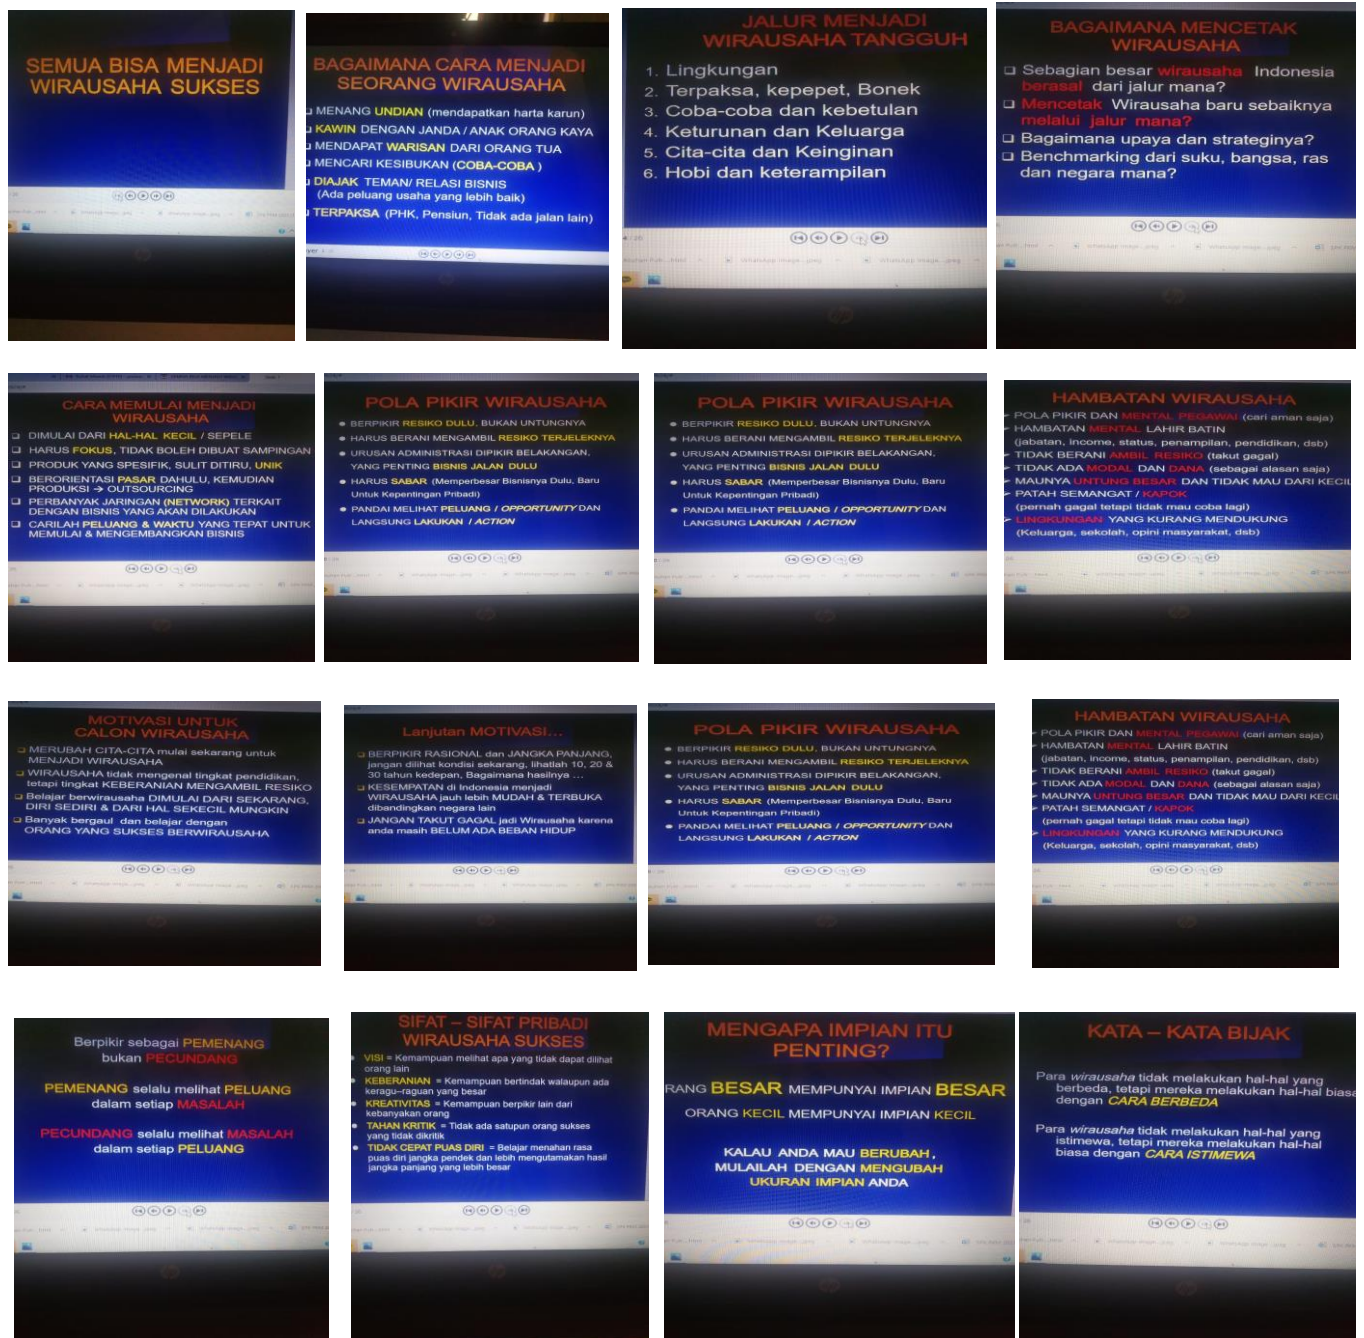 SEMUA BISA MENJADI
WIRAUSAHA SUKSES
BAGAIMANA CARA MENJADI
SEORANG WIRAUSAHA
MENANG UNDIAN (mendapatkan harta karun)
KAWIN DENGAN JANDA / ANAK ORANG KAYA
MENDAPAT WARISAN DARI ORANG TUA
MENCARI KESIBUKAN (COBA-COBA )
DIAJAK TEMAN/ RELASI BISNIS
(Ada peluang usaha yang lebih baik)
TERPAKSA (PHK, Pensiun, Tidak ada jalan lain)
JALUR MENJADI
WIRAUSAHA TANGGUH
1. Lingkungan
2. Terpaksa, kepepet, Bonek
3. Coba-coba dan kebetulan
4. Keturunan dan Keluarga
5. Cita-cita dan Keinginan
6. Hobi dan keterampilan
BAGAIMANA MENCETAK
WIRAUSAHA
Sebagian besar wirausaha Indonesia
berasal dari jalur mana?
Mencetak Wirausaha baru sebaiknya
melalui jalur mana?
Bagaimana upaya dan strateginya?
Benchmarking dari suku, bangsa, ras
dan negara mana?
CARA MEMULAI MENJADI
WIRAUSAHA
DIMULAI DARI HAL-HAL KECIL / SEPELE
HARUS FOKUS, TIDAK BOLEH DIBUAT SAMPINGAN
PRODUK YANG SPESIFIK, SULIT DITIRU, UNIK
BERORIENTASI PASAR DAHULU, KEMUDIAN
PRODUKSI → OUTSOURCING
PERBANYAK JARINGAN (NETWORK) TERKAIT
DENGAN BISNIS YANG AKAN DILAKUKAN
CARILAH PELUANG & WAKTU YANG TEPAT UNTUK
MEMULAI & MENGEMBANGKAN BISNIS
POLA PIKIR WIRAUSAHA
BERPIKIR RESIKO DULU, BUKAN UNTUNGNYA
HARUS BERANI MENGAMBIL RESIKO TERJELEKNYA
URUSAN ADMINISTRASI DIPIKIR BELAKANGAN,
YANG PENTING BISNIS JALAN DULU
HARUS SABAR (Memperbesar Bisnisnya Dulu, Baru
Untuk Kepentingan Pribadi)
PANDAI MELIHAT PELUANG / OPPORTUNITY DAN
LANGSUNG LAKUKAN / ACTION
POLA PIKIR WIRAUSAHA
BERPIKIR RESIKO DULU, BUKAN UNTUNGNYA
HARUS BERANI MENGAMBIL RESIKO TERJELEKNYA
URUSAN ADMINISTRASI DIPIKIR BELAKANGAN,
YANG PENTING BISNIS JALAN DULU
HARUS SABAR (Memperbesar Bisnisnya Dulu, Baru
Untuk Kepentingan Pribadi)
PANDAI MELIHAT PELUANG / OPPORTUNITY DAN
LANGSUNG LAKUKAN / ACTION
HAMBATAN WIRAUSAHA
POLA PIKIR DAN MENTAL PEGAWAI (cari aman saja)
HAMBATAN MENTAL LAHIR BATIN
(jabatan, income, status, penampilan, pendidikan, dsb)
TIDAK BERANI AMBIL RESIKO (takut gagal)
TIDAK ADA MODAL DAN DANA (sebagai alasan saja)
MAUNYA UNTUNG BESAR DAN TIDAK MAU DARI KECIL
PATAH SEMANGAT / KAPOK
(pernah gagal tetapi tidak mau coba lagi)
LINGKUNGAN YANG KURANG MENDUKUNG
(Keluarga, sekolah, opini masyarakat, dsb)
MOTIVASI UNTUK
CALON WIRAUSAHA
MERUBAH CITA-CITA mulai sekarang untuk
MENJADI WIRAUSAHA
WIRAUSAHA tidak mengenal tingkat pendidikan,
tetapi tingkat KEBERANIAN MENGAMBIL RESIKO
Belajar berwirausaha DIMULAI DARI SEKARANG,
DIRI SEDIRI & DARI HAL SEKECIL MUNGKIN
Banyak bergaul dan belajar dengan
ORANG YANG SUKSES BERWIRAUSAHA
Lanjutan MOTIVASI...
BERPIKIR RASIONAL dan JANGKA PANJANG,
jangan dilihat kondisi sekarang, lihatlah 10, 20 &
30 tahun kedepan, Bagaimana hasilnya ...
KESEMPATAN di Indonesia menjadi
WIRAUSAHA jauh lebih MUDAH & TERBUKA
dibandingkan negara lain
JANGAN TAKUT GAGAL jadi Wirausaha karena
anda masih BELUM ADA BEBAN HIDUP
POLA PIKIR WIRAUSAHA
BERPIKIR RESIKO DULU, BUKAN UNTUNGNYA
HARUS BERANI MENGAMBIL RESIKO TERJELEKNYA
URUSAN ADMINISTRASI DIPIKIR BELAKANGAN,
YANG PENTING BISNIS JALAN DULU
HARUS SABAR (Memperbesar Bisnisnya Dulu, Baru
Untuk Kepentingan Pribadi)
PANDAI MELIHAT PELUANG / OPPORTUNITY DAN
LANGSUNG LAKUKAN / ACTION
HAMBATAN WIRAUSAHA
POLA PIKIR DAN MENTAL PEGAWAI (cari aman saja)
HAMBATAN MENTAL LAHIR BATIN
(jabatan, income, status, penampilan, pendidikan, dsb)
TIDAK BERANI AMBIL RESIKO (takut gagal)
TIDAK ADA MODAL DAN DANA (sebagai alasan saja)
MAUNYA UNTUNG BESAR DAN TIDAK MAU DARI KECIL
PATAH SEMANGAT / KAPOK
(pernah gagal tetapi tidak mau coba lagi)
LINGKUNGAN YANG KURANG MENDUKUNG
(Keluarga, sekolah, opini masyarakat, dsb)
Berpikir sebagai PEMENANG
bukan PECUNDANG
PEMENANG selalu melihat PELUANG
dalam setiap MASALAH
PECUNDANG selalu melihat MASALAH
dalam setiap PELUANG
SIFAT – SIFAT PRIBADI
WIRAUSAHA SUKSES
VISI = Kemampuan melihat apa yang tidak dapat dilihat
orang lain
KEBERANIAN = Kemampuan bertindak walaupun ada
keragu–raguan yang besar
KREATIVITAS = Kemampuan berpikir lain dari
kebanyakan orang
TAHAN KRITIK = Tidak ada satupun orang sukses
yang tidak dikritik
TIDAK CEPAT PUAS DIRI = Belajar menahan rasa
puas diri jangka pendek dan lebih mengutamakan hasil
jangka panjang yang lebih besar
MENGAPA IMPIAN ITU
PENTING?
RANG BESAR MEMPUNYAI IMPIAN BESAR
ORANG KECIL MEMPUNYAI IMPIAN KECIL
KALAU ANDA MAU BERUBAH,
MULAILAH DENGAN MENGUBAH
UKURAN IMPIAN ANDA
KATA – KATA BIJAK
Para wirausaha tidak melakukan hal-hal yang
berbeda, tetapi mereka melakukan hal-hal biasa
dengan CARA BERBEDA
Para wirausaha tidak melakukan hal-hal yang
istimewa, tetapi mereka melakukan hal-hal
biasa dengan CARA ISTIMEWA